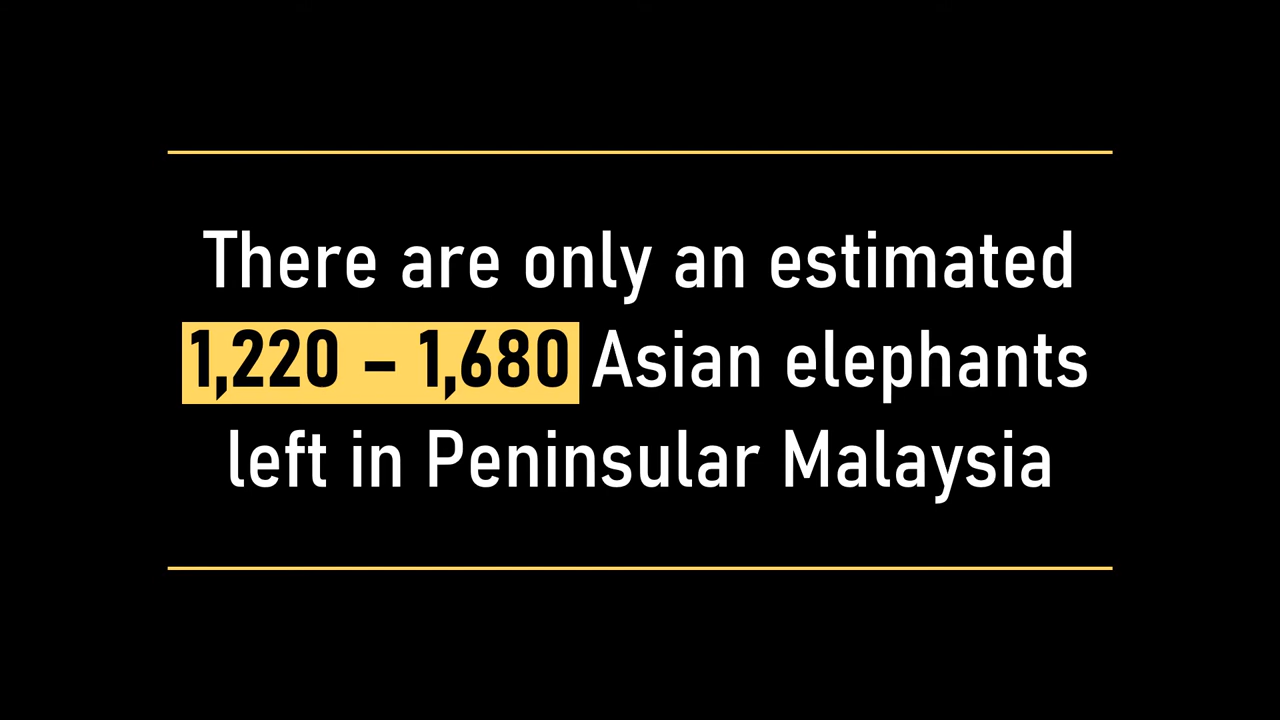 There are only an estimated
1,220 – 1,680 Asian elephants
left in Peninsular Malaysia